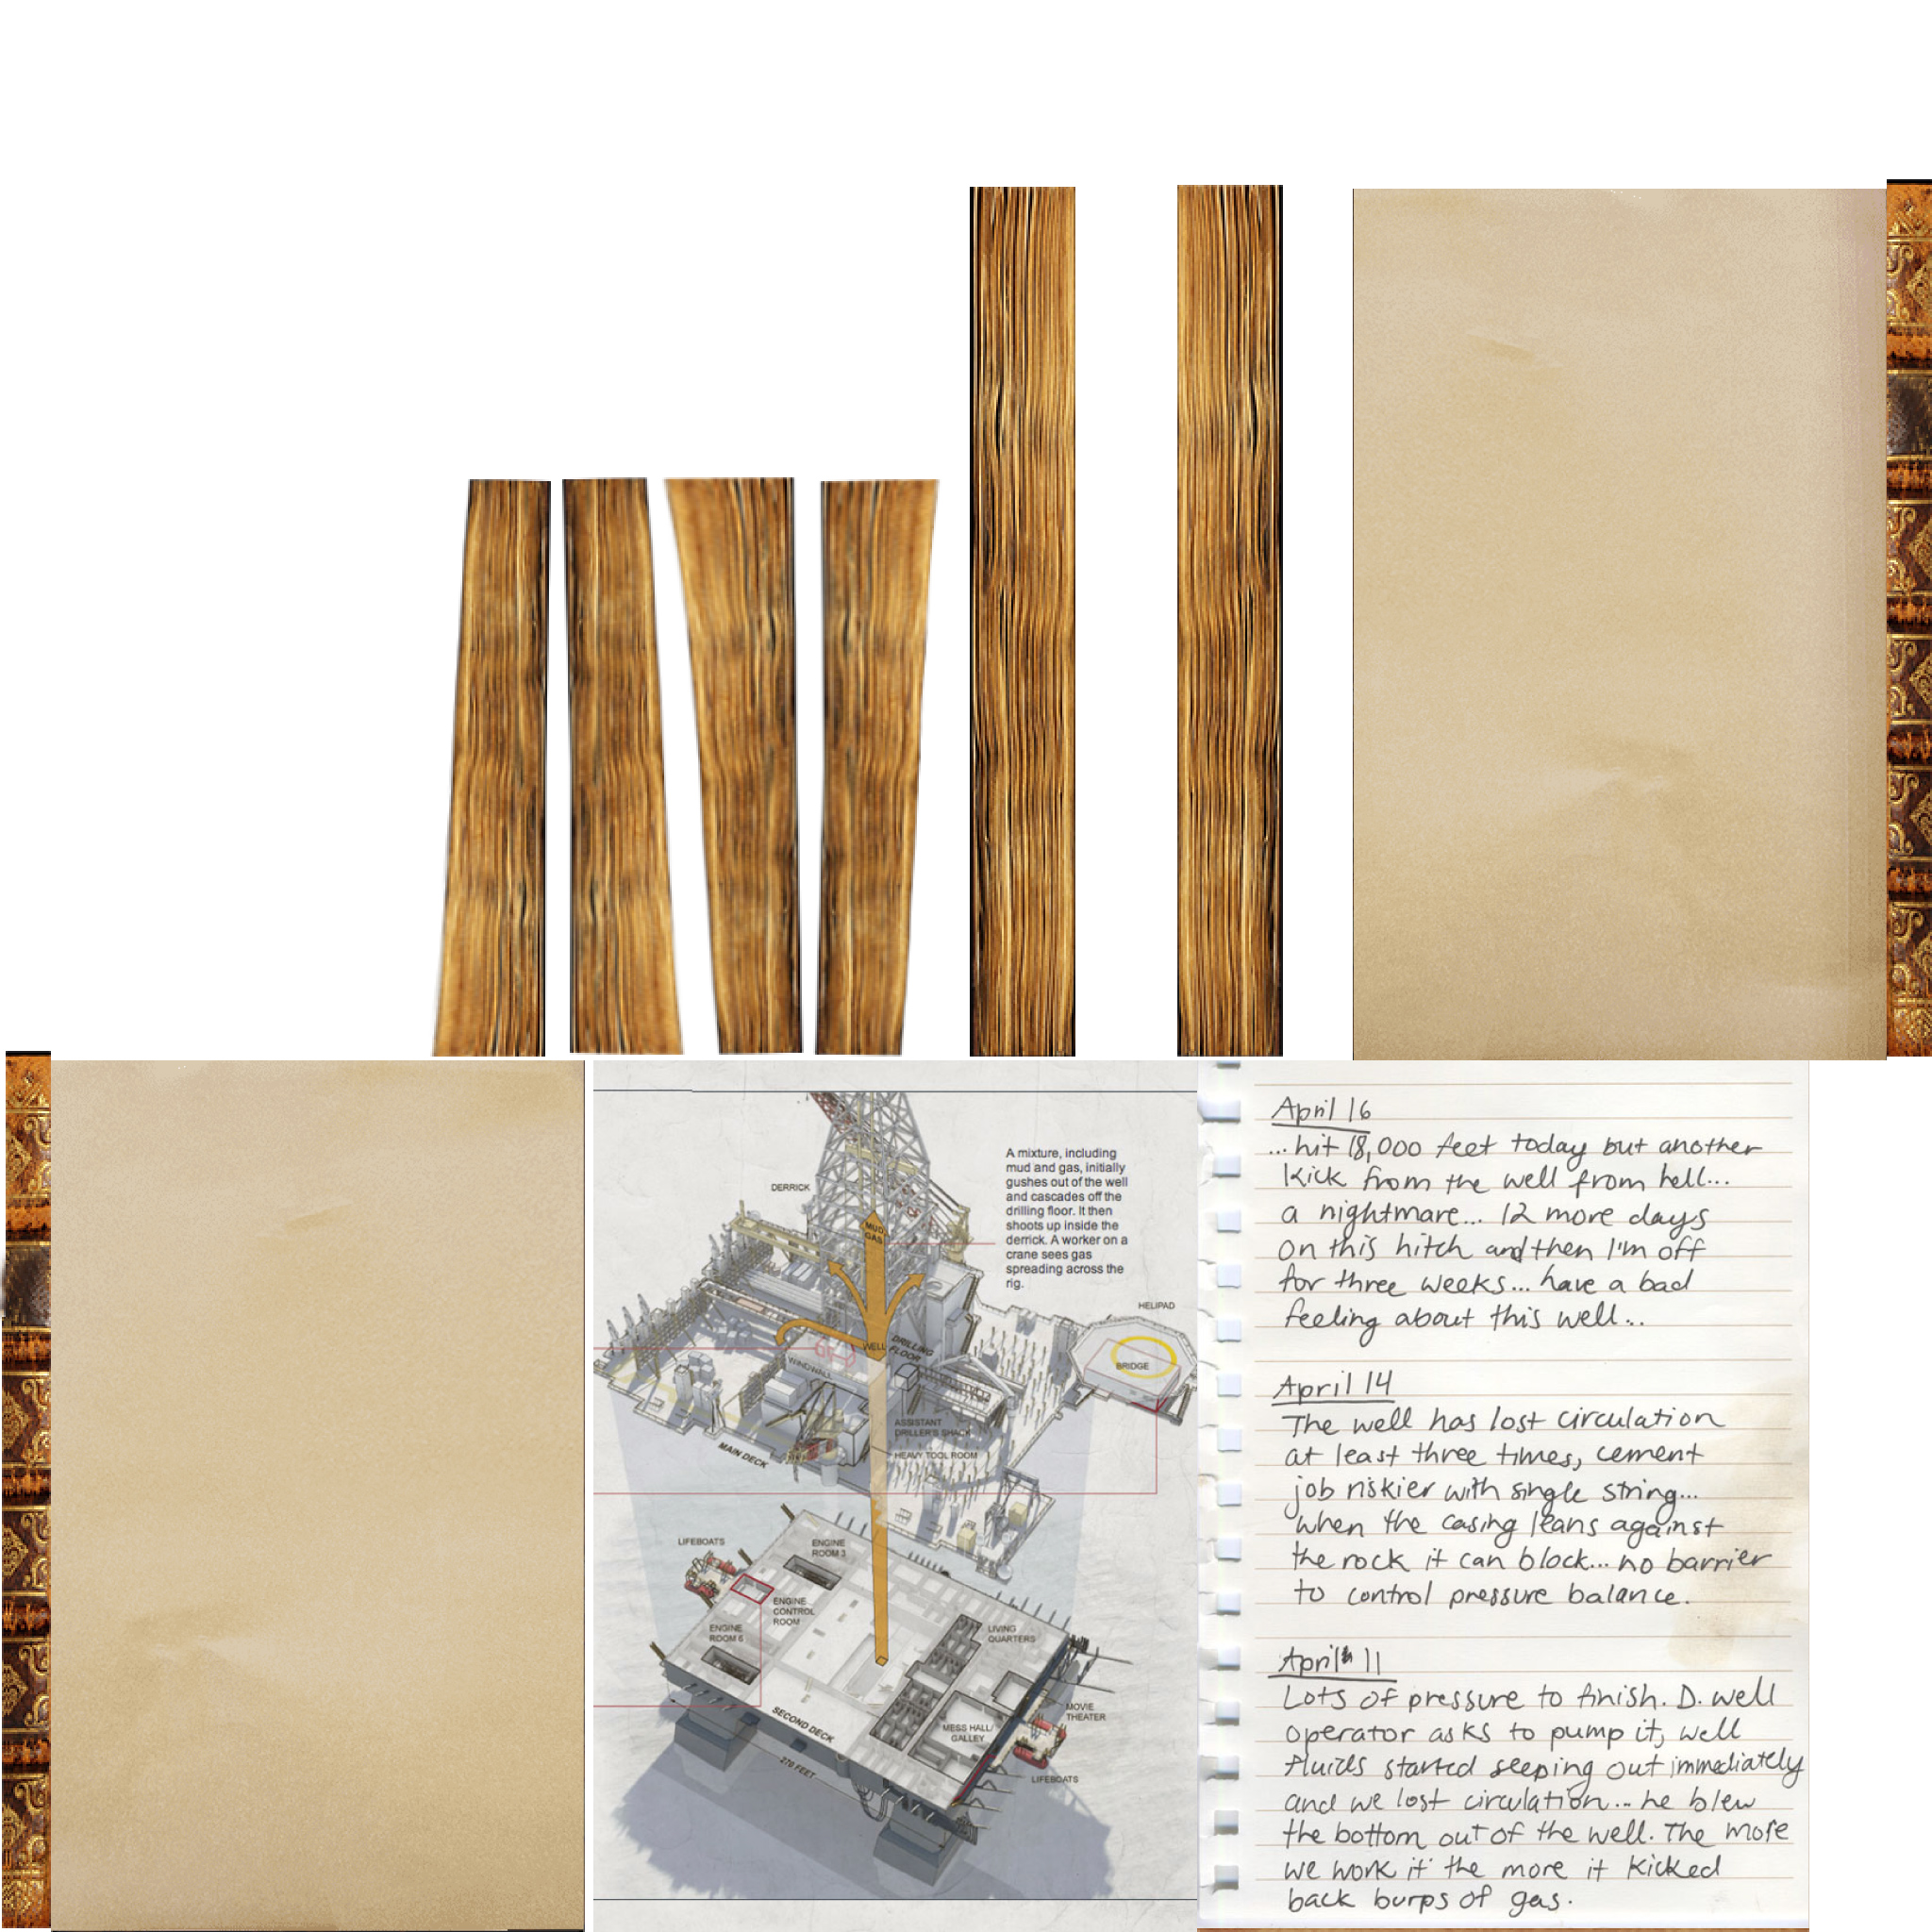 A mixture, including
mud and gas, initially
gushes out of the well
and cascades off the
drilling floor. It then
shoots up inside the
derrick. A worker on a
crane sees gas
spreading across the
rig.
DERRICK
MUD
GAS
HELIPAD
BRIDGE
WELL
DRILLING
FLOOR
WINDWALL
ASSISTANT
DRILLER'S SHACK
HEAVY TOOL ROOM
MAIN DECK
LIFEBOATS
ENGINE
ROOM 3
ENGINE
CONTROL
ROOM
ENGINE
ROOM 6
LIVING
QUARTERS
MOVIE
THEATER
MESS HALL/
GALLEY
SECOND DECK
270 FEET
LIFEBOATS
April 16
...hit 18,000 feet today but another
kick from the well from hell...
a nightmare... 12 more days
on this hitch and then I'm off
for three weeks... have a bad
feeling about this well...
April 14
The well has lost circulation
at least three times, cement
job riskier with single string...
when the casing leans against
the rock it can block... no barrier
to control pressure balance.
April 11
Lots of pressure to finish. D. well
operator asks to pump it, well
fluids started seeping out immediately
and we lost circulation... he blew
the bottom out of the well. The more
we work it the more it kicked
back burps of gas.